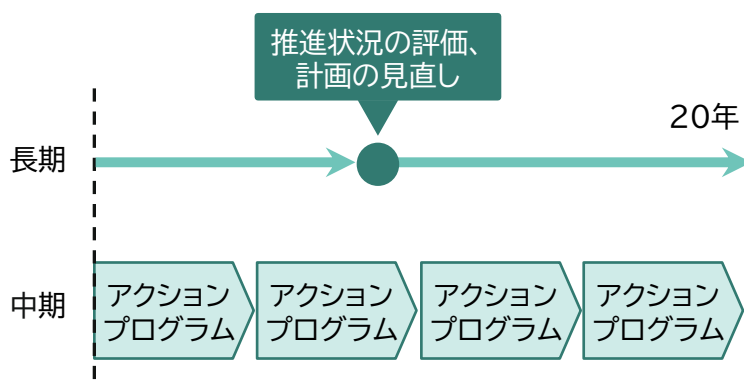 推進状況の評価、
計画の見直し
20年
長期
中期
アクション
プログラム
アクション
プログラム
アクション
プログラム
アクション
プログラム